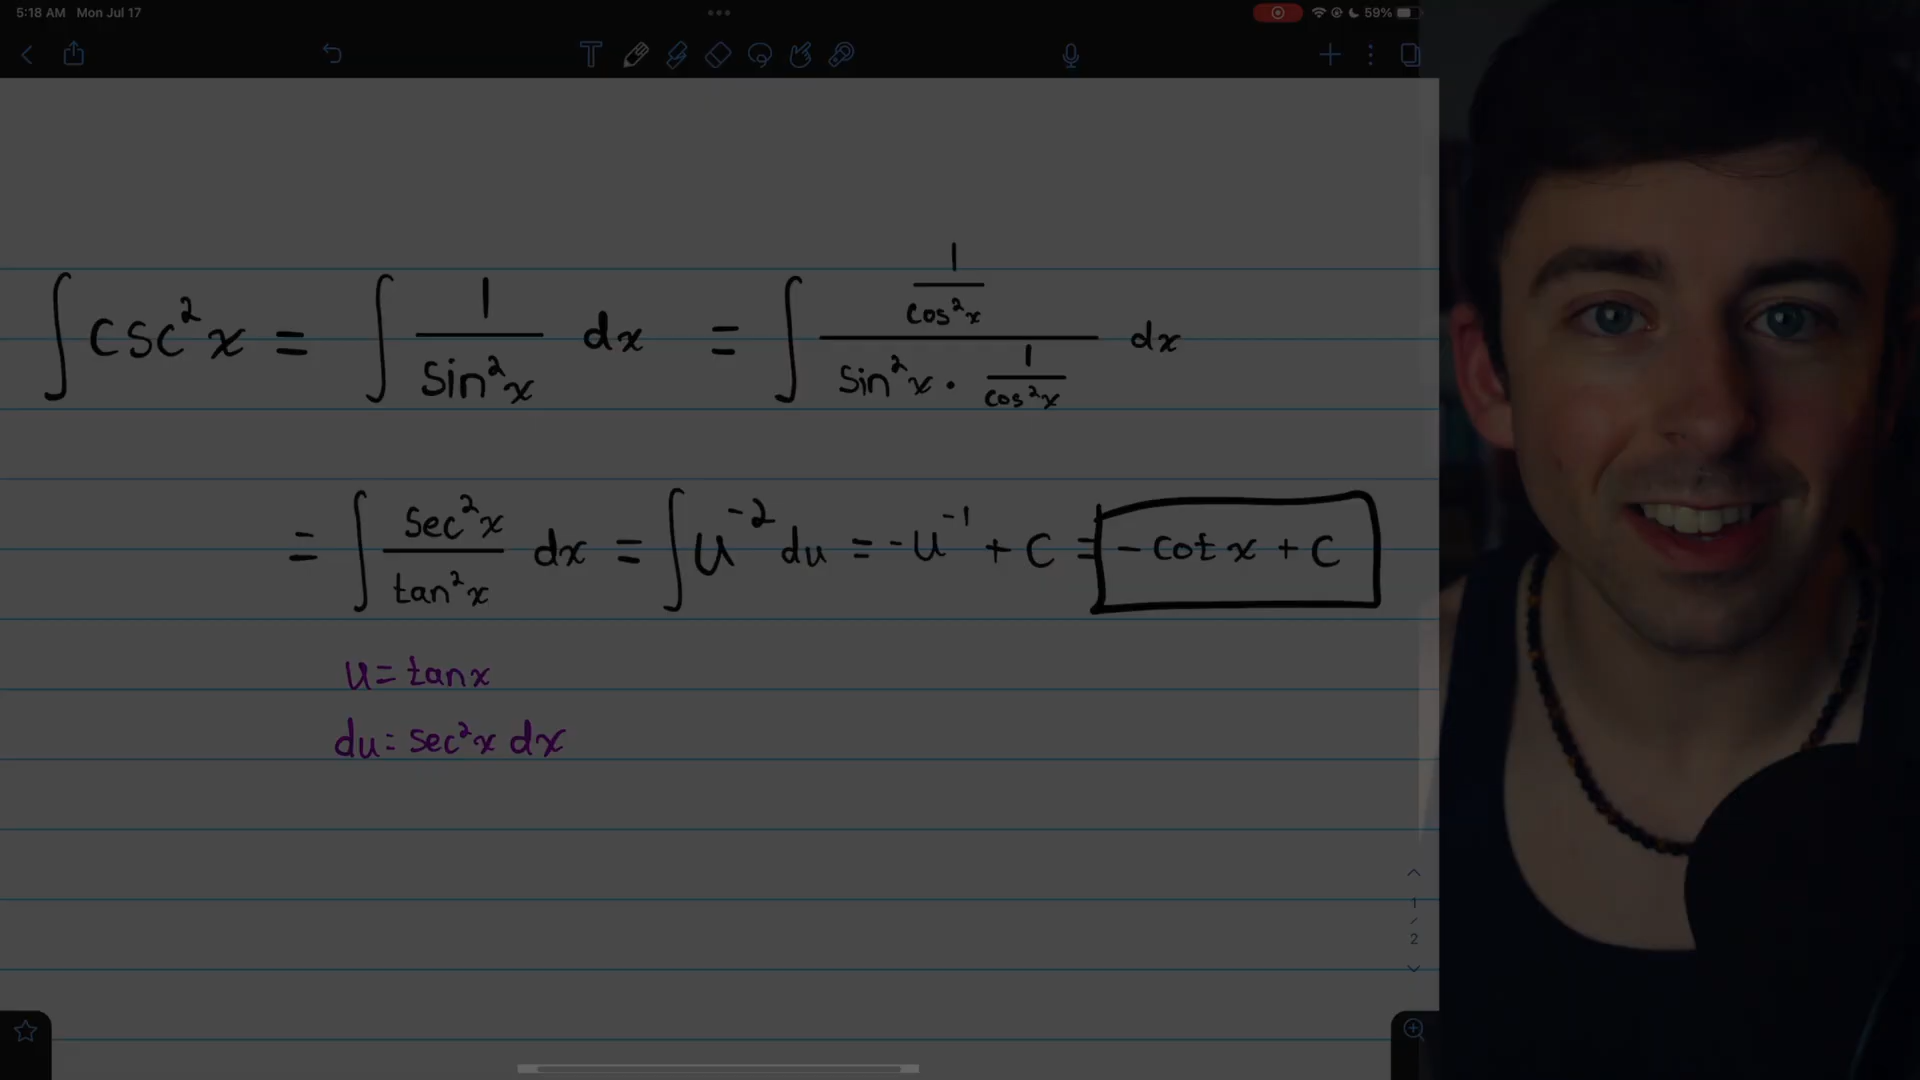 5:18 AM Mon Jul 17
59%
∫ csc²x = ∫ 1/sin²x dx = ∫ (1/cos²x)/(sin²x · 1/cos²x) dx
= ∫ sec²x/tan²x dx = ∫ u⁻² du = -u⁻¹ + C = -cot x + C
u = tanx
du = sec²x dx
1
/
2